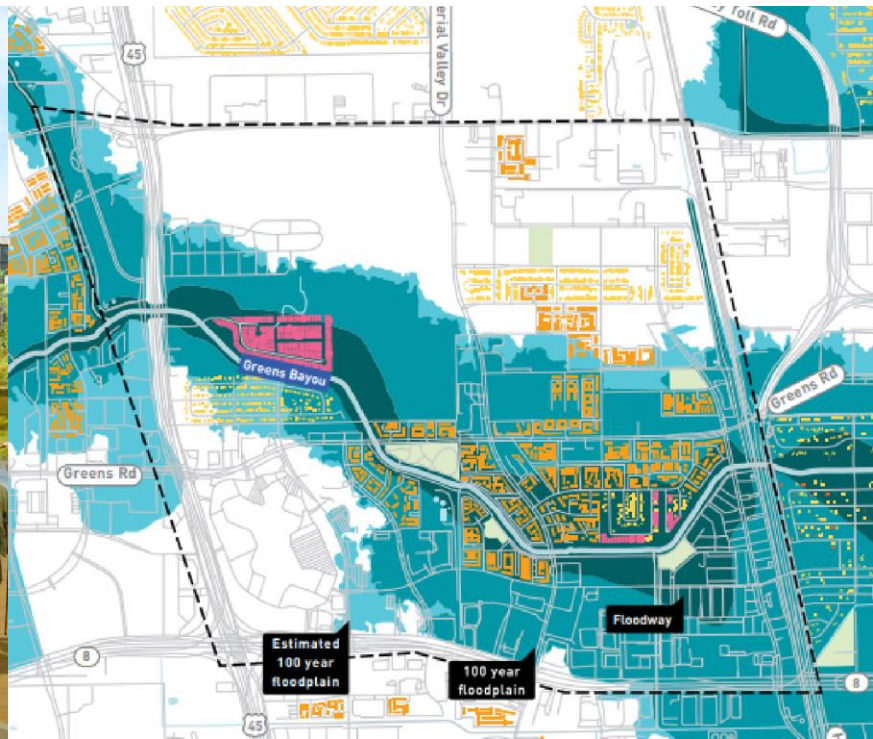 45
erial Valley Dr
y Toll Rd
Greens Bayou
Greens Rd
Greens Rd
Floodway
Estimated
100 year
floodplain
100 year
floodplain
8
8
45